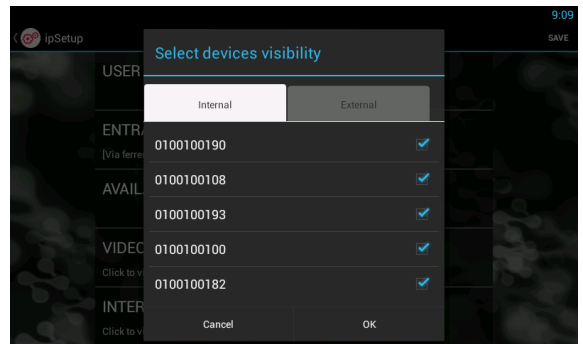 9:09
ipSetup
SAVE
Select devices visibility
USER
Internal
External
ENTRA
[Via ferre
0100100190
0100100108
AVAIL
0100100193
VIDEO
0100100100
Click to v
0100100182
INTER
Click to v
Cancel
OK